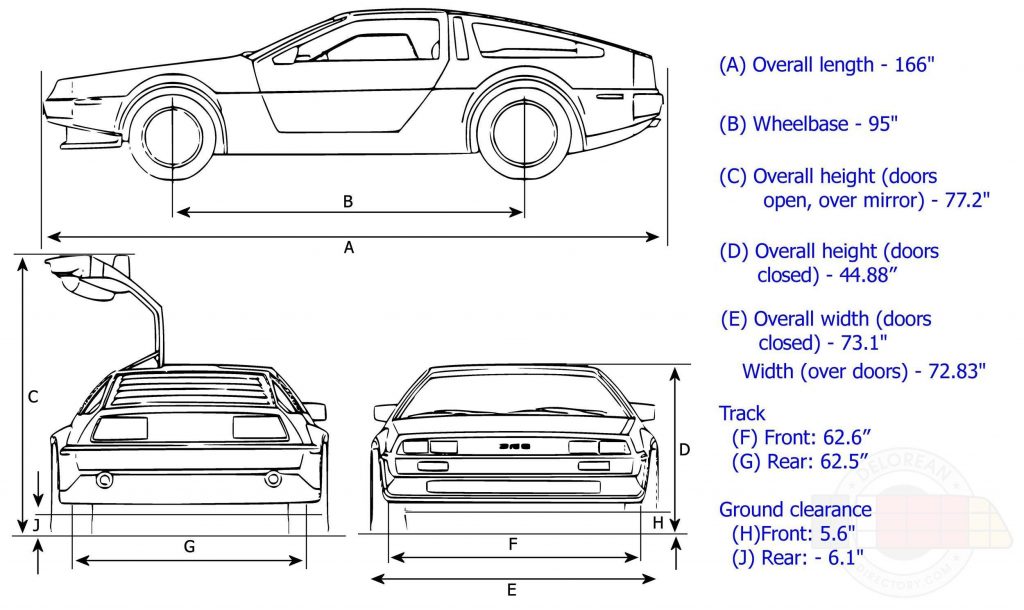 (A) Overall length - 166"
(B) Wheelbase - 95"
(C) Overall height (doors
open, over mirror) - 77.2"
(D) Overall height (doors
closed) - 44.88”
(E) Overall width (doors
closed) - 73.1"
Width (over doors) - 72.83"
Track
(F) Front: 62.6”
(G) Rear: 62.5”
Ground clearance
(H)Front: 5.6"
(J) Rear: - 6.1"
B
A
C
D
J
H
G
F
E
DMC
DELOREAN
DIRECTORY.COM